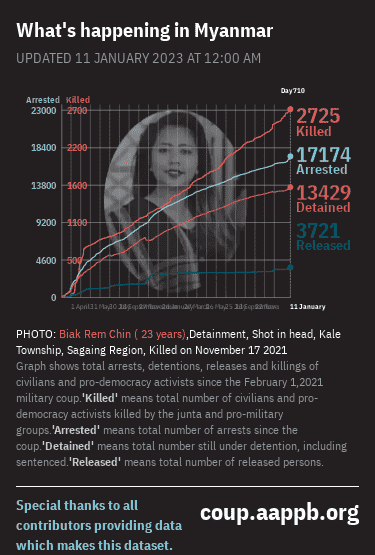 What's happening in Myanmar
UPDATED 11 JANUARY 2023 AT 12:00 AM
Day710
Arrested Killed
23000 2700
2725
Killed
18400 2200
17174
Arrested
13800 1600
13429
Detained
9200 1100
3721
Released
4600 500
0
1 April 31 May
11 January
PHOTO: Biak Rem Chin ( 23 years),Detainment, Shot in head, Kale
Township, Sagaing Region, Killed on November 17 2021
Graph shows total arrests, detentions, releases and killings of
civilians and pro-democracy activists since the February 1,2021
military coup.'Killed' means total number of civilians and pro-
democracy activists killed by the junta and pro-military
groups.'Arrested' means total number of arrests since the
coup.'Detained' means total number still under detention, including
sentenced.'Released' means total number of released persons.
Special thanks to all
contributors providing data
which makes this dataset.
coup.aappb.org